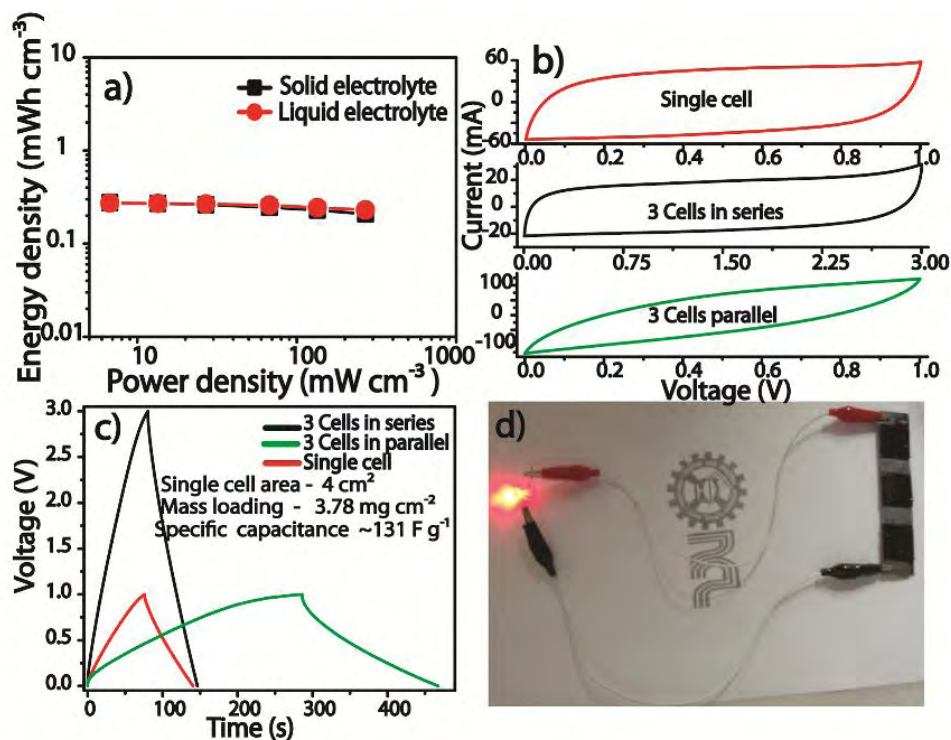 a)
Energy density (mWh cm⁻³)
10
1
0.1
0.01
Solid electrolyte
Liquid electrolyte
10
100
1000
Power density (mW cm⁻³)
b)
Current (mA)
60
0
-60
Single cell
0.0 0.2 0.4 0.6 0.8 1.0
20
0
-20
3 Cells in series
0.00 0.75 1.50 2.25 3.00
100
0
-100
3 Cells parallel
0.0 0.2 0.4 0.6 0.8 1.0
Voltage (V)
c)
Voltage (V)
3.0
2.5
2.0
1.5
1.0
0.5
0.0
3 Cells in series
3 Cells in parallel
Single cell
Single cell area - 4 cm²
Mass loading - 3.78 mg cm⁻²
Specific capacitance ~131 F g⁻¹
0 100 200 300 400
Time (s)
d)